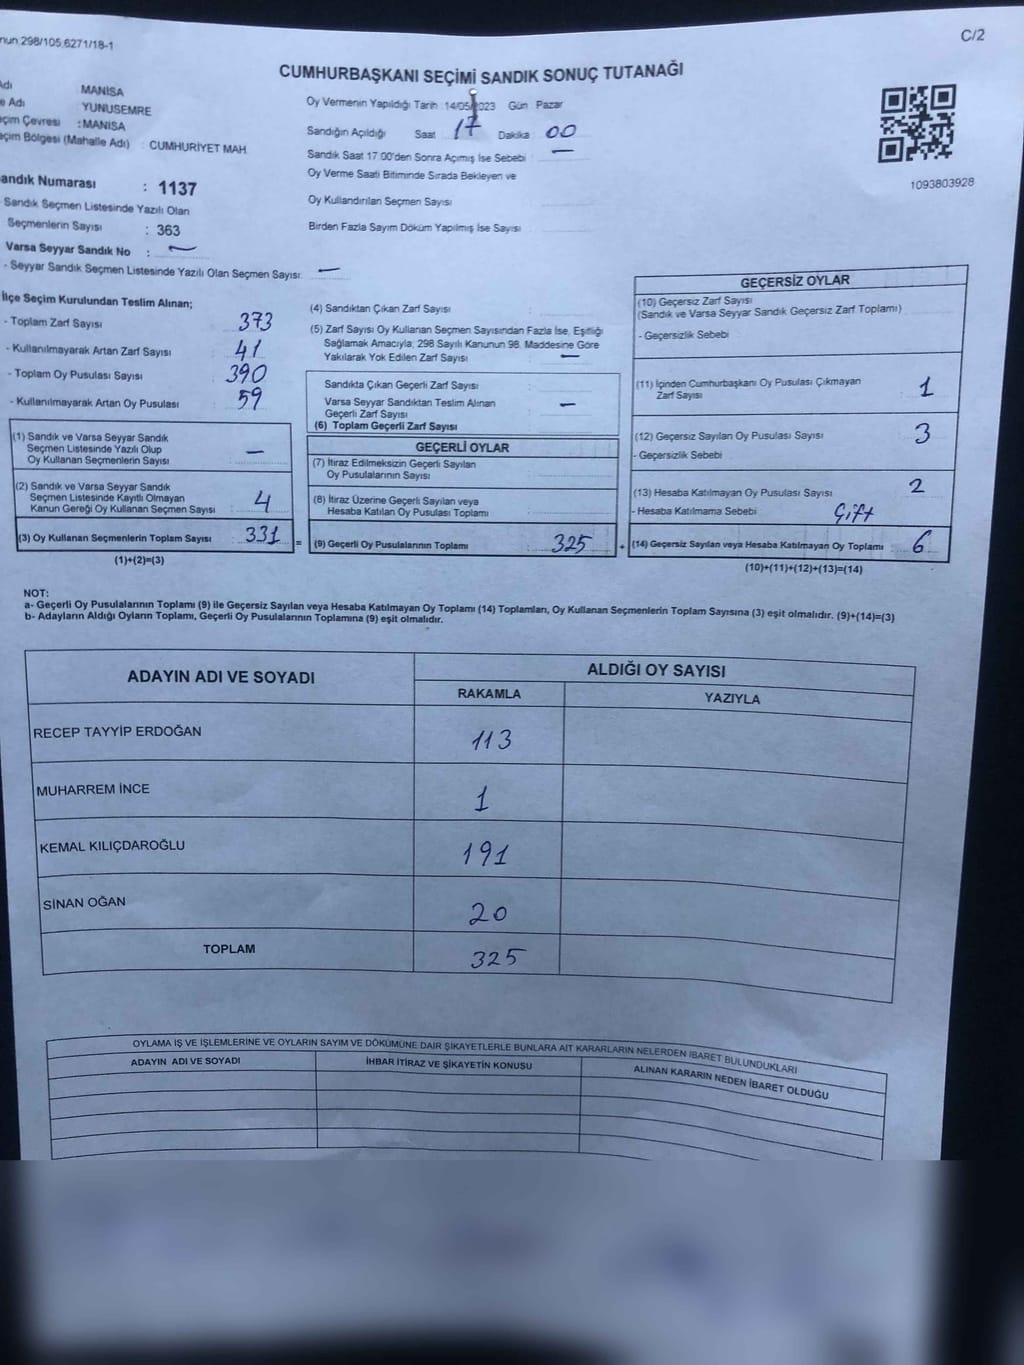 nun:298/105,6271/18-1
C/2
CUMHURBAŞKANI SEÇİMİ SANDIK SONUÇ TUTANAĞI
Adı MANİSA
e Adı YUNUSEMRE
eçim Çevresi : MANİSA
eçim Bölgesi (Mahalle Adı) : CUMHURİYET MAH.
andık Numarası : 1137
Sandık Seçmen Listesinde Yazılı Olan
Seçmenlerin Sayısı : 363
Varsa Seyyar Sandık No : —
- Seyyar Sandık Seçmen Listesinde Yazılı Olan Seçmen Sayısı: —
Oy Vermenin Yapıldığı Tarih 14/05/2023 Gün Pazar
Sandığın Açıldığı Saat 17 Dakika 00
Sandık Saat 17:00'den Sonra Açımış İse Sebebi : —
Oy Verme Saati Bitiminde Sırada Bekleyen ve
Oy Kullandırılan Seçmen Sayısı
Birden Fazla Sayım Döküm Yapılmış İse Sayısı
1093803928
İlçe Seçim Kurulundan Teslim Alınan;
- Toplam Zarf Sayısı : 373
- Kullanılmayarak Artan Zarf Sayısı : 41
- Toplam Oy Pusulası Sayısı : 390
- Kullanılmayarak Artan Oy Pusulası : 59
(4) Sandıktan Çıkan Zarf Sayısı :
(5) Zarf Sayısı Oy Kullanan Seçmen Sayısından Fazla İse, Eşitliği
Sağlamak Amacıyla, 298 Sayılı Kanunun 98. Maddesine Göre
Yakılarak Yok Edilen Zarf Sayısı : —
Sandıkta Çıkan Geçerli Zarf Sayısı :
Varsa Seyyar Sandıktan Teslim Alınan
Geçerli Zarf Sayısı : —
(6) Toplam Geçerli Zarf Sayısı
GEÇERSİZ OYLAR
(10) Geçersiz Zarf Sayısı
(Sandık ve Varsa Seyyar Sandık Geçersiz Zarf Toplamı)
- Geçersizlik Sebebi
(11) İçinden Cumhurbaşkanı Oy Pusulası Çıkmayan
Zarf Sayısı : 1
(12) Geçersiz Sayılan Oy Pusulası Sayısı : 3
- Geçersizlik Sebebi
(13) Hesaba Katılmayan Oy Pusulası Sayısı : 2
- Hesaba Katılmama Sebebi Çift
(14) Geçersiz Sayılan veya Hesaba Katılmayan Oy Toplamı : 6
(10)+(11)+(12)+(13)=(14)
(1) Sandık ve Varsa Seyyar Sandık
Seçmen Listesinde Yazılı Olup
Oy Kullanan Seçmenlerin Sayısı : —
(2) Sandık ve Varsa Seyyar Sandık
Seçmen Listesinde Kayıtlı Olmayan
Kanun Gereği Oy Kullanan Seçmen Sayısı : 4
(3) Oy Kullanan Seçmenlerin Toplam Sayısı : 331 =
(1)+(2)=(3)
GEÇERLİ OYLAR
(7) İtiraz Edilmeksizin Geçerli Sayılan
Oy Pusulalarının Sayısı :
(8) İtiraz Üzerine Geçerli Sayılan veya
Hesaba Katılan Oy Pusulası Toplamı :
(9) Geçerli Oy Pusulalarının Toplamı : 325 +
NOT:
a- Geçerli Oy Pusulalarının Toplamı (9) ile Geçersiz Sayılan veya Hesaba Katılmayan Oy Toplamı (14) Toplamları, Oy Kullanan Seçmenlerin Toplam Sayısına (3) eşit olmalıdır. (9)+(14)=(3)
b- Adayların Aldığı Oyların Toplamı, Geçerli Oy Pusulalarının Toplamına (9) eşit olmalıdır.
ADAYIN ADI VE SOYADI ALDIĞI OY SAYISI
RAKAMLA YAZIYLA
RECEP TAYYİP ERDOĞAN 113
MUHARREM İNCE 1
KEMAL KILIÇDAROĞLU 191
SİNAN OĞAN 20
TOPLAM 325
OYLAMA İŞ VE İŞLEMLERİNE VE OYLARIN SAYIM VE DÖKÜMÜNE DAİR ŞİKAYETLERLE BUNLARA AİT KARARLARIN NELERDEN İBARET BULUNDUKLARI
ADAYIN ADI VE SOYADI İHBAR İTİRAZ VE ŞİKAYETİN KONUSU ALINAN KARARIN NEDEN İBARET OLDUĞU